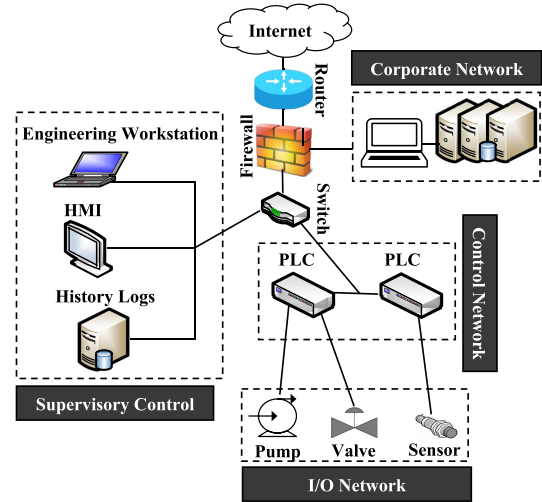 Internet
Router
Corporate Network
Firewall
Engineering Workstation
HMI
History Logs
Supervisory Control
Switch
PLC
PLC
Control Network
Pump
Valve
Sensor
I/O Network